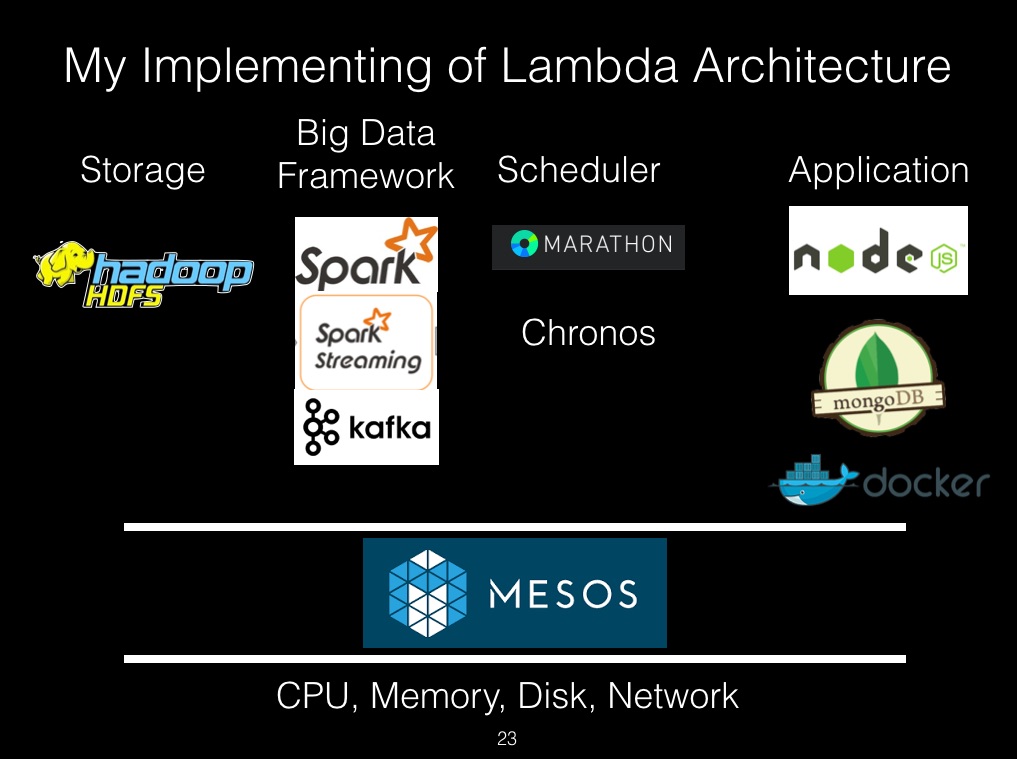 My Implementing of Lambda Architecture
Storage
Big Data
Framework
Scheduler
Application
hadoop
HDFS
Spark
Spark
Streaming
kafka
MARATHON
Chronos
node
JS
mongoDB
docker
MESOS
CPU, Memory, Disk, Network
23